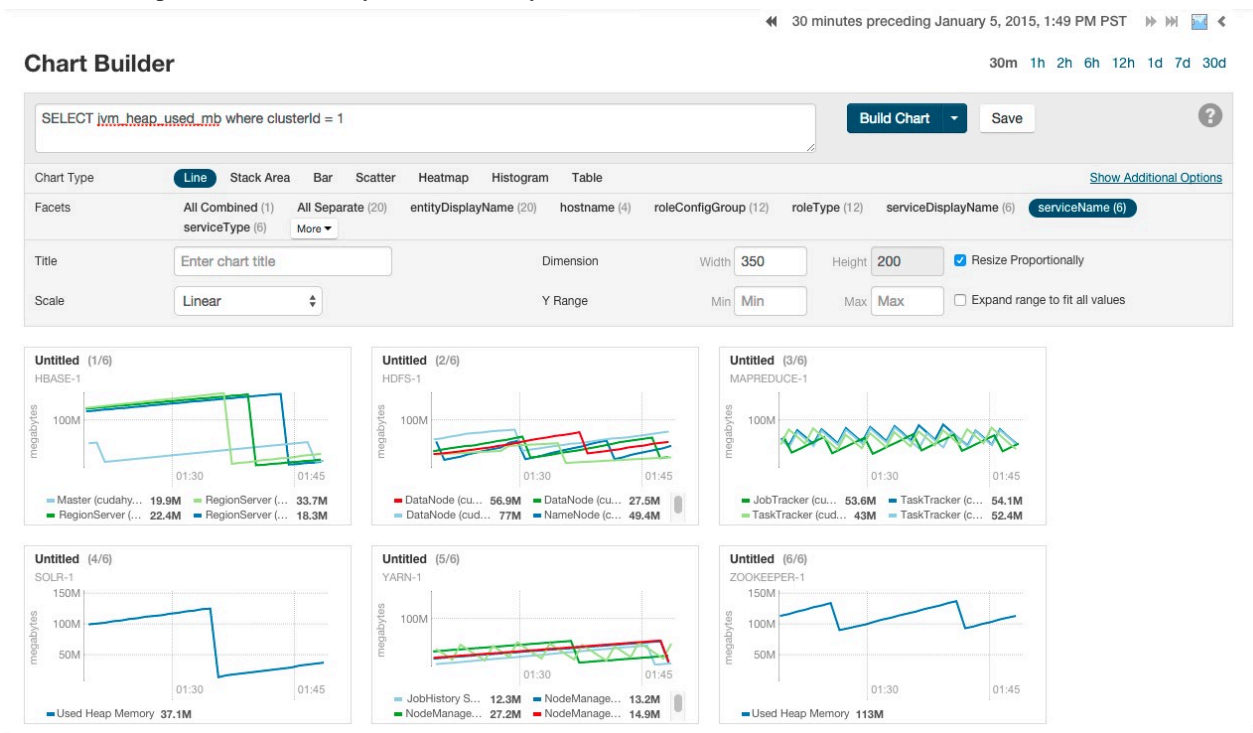 30 minutes preceding January 5, 2015, 1:49 PM PST
Chart Builder
30m 1h 2h 6h 12h 1d 7d 30d
SELECT jvm_heap_used_mb where clusterId = 1
Build Chart
Save
?
Chart Type Line Stack Area Bar Scatter Heatmap Histogram Table Show Additional Options
Facets All Combined (1) All Separate (20) entityDisplayName (20) hostname (4) roleConfigGroup (12) roleType (12) serviceDisplayName (6) serviceName (6)
serviceType (6) More
Title Enter chart title Dimension Width 350 Height 200 Resize Proportionally
Scale Linear Y Range Min Min Max Max Expand range to fit all values
Untitled (1/6)
HBASE-1
megabytes
100M
01:30 01:45
Master (cudahy... 19.9M RegionServer (... 33.7M
RegionServer (... 22.4M RegionServer (... 18.3M
Untitled (2/6)
HDFS-1
megabytes
100M
01:30 01:45
DataNode (cu... 56.9M DataNode (cu... 27.5M
DataNode (cud... 77M NameNode (c... 49.4M
Untitled (3/6)
MAPREDUCE-1
megabytes
100M
01:30 01:45
JobTracker (cu... 53.6M TaskTracker (c... 54.1M
TaskTracker (cud... 43M TaskTracker (c... 52.4M
Untitled (4/6)
SOLR-1
megabytes
150M
100M
50M
01:30 01:45
Used Heap Memory 37.1M
Untitled (5/6)
YARN-1
megabytes
100M
01:30 01:45
JobHistory S... 12.3M NodeManage... 13.2M
NodeManage... 27.2M NodeManage... 14.9M
Untitled (6/6)
ZOOKEEPER-1
megabytes
150M
100M
50M
01:30 01:45
Used Heap Memory 113M